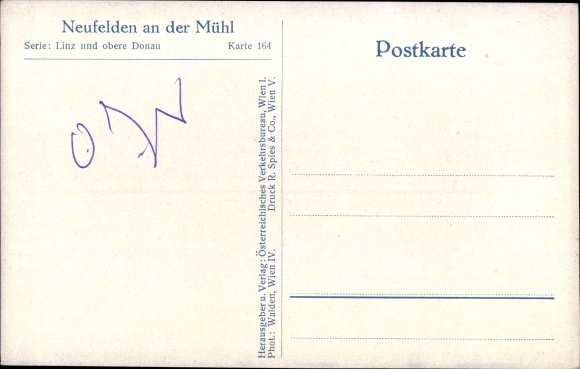 Neufelden an der Mühl
Serie: Linz und obere Donau Karte 164
Postkarte
Herausgeber u. Verlag: Österreichisches Verkehrsbureau, Wien I.
Phot.: Walden, Wien IV. Druck R. Spies & Co., Wien V.